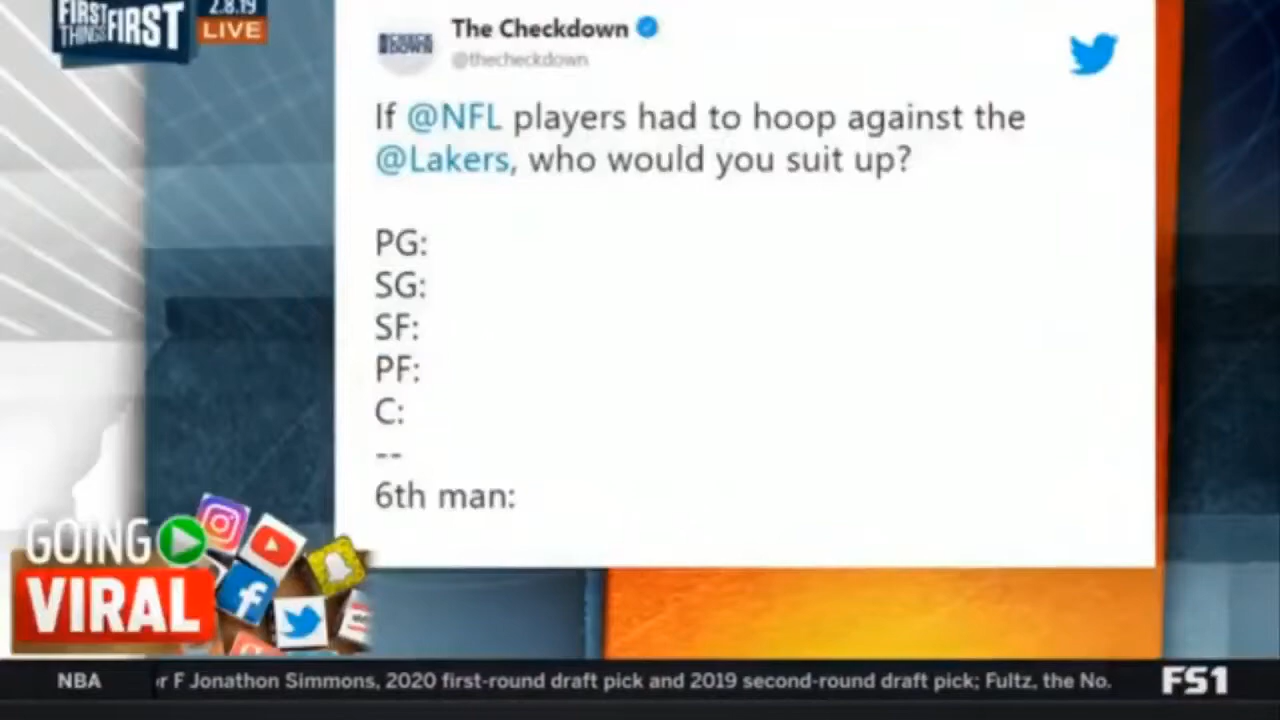 FIRST
THINGS FIRST
2.8.19
LIVE
The Checkdown
@thecheckdown
If @NFL players had to hoop against the
@Lakers, who would you suit up?
PG:
SG:
SF:
PF:
C:
--
6th man:
GOING
VIRAL
NBA
r F Jonathon Simmons, 2020 first-round draft pick and 2019 second-round draft pick; Fultz, the No.
FS1